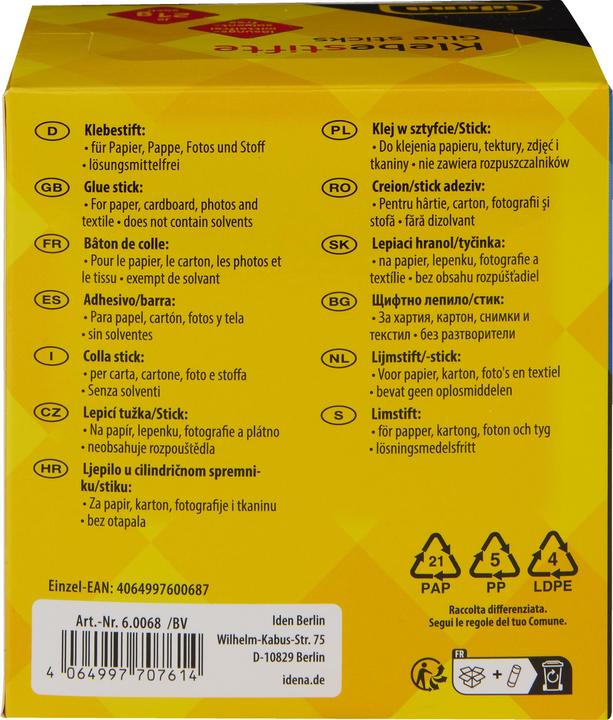 idena
Klebestifte
Glue sticks
21g
D
Klebestift:
• für Papier, Pappe, Fotos und Stoff
• lösungsmittelfrei
GB
Glue stick:
• For paper, cardboard, photos and
textile • does not contain solvents
FR
Bâton de colle:
• Pour le papier, le carton, les photos et
le tissu • exempt de solvant
ES
Adhesivo/barra:
• Para papel, cartón, fotos y tela
• sin solventes
I
Colla stick:
• per carta, cartone, foto e stoffa
• Senza solventi
CZ
Lepicí tužka/Stick:
• Na papír, lepenku, fotografie a plátno
• neobsahuje rozpouštědla
HR
Ljepilo u cilindričnom spremni-
ku/stiku:
• Za papir, karton, fotografije i tkaninu
• bez otapala
PL
Klej w sztyfcie/Stick:
• Do klejenia papieru, tektury, zdjęć i
tkaniny • nie zawiera rozpuszczalników
RO
Creion/stick adeziv:
• Pentru hârtie, carton, fotografii și
stofă • fără dizolvant
SK
Lepiaci hranol/tyčinka:
• na papier, lepenku, fotografie a
textílie • bez obsahu rozpúšťadiel
BG
Щифтно лепило/стик:
• За хартия, картон, снимки и
текстил • без разтворители
NL
Lijmstift/-stick:
• Voor papier, karton, foto's en textiel
• bevat geen oplosmiddelen
S
Limstift:
• för papper, kartong, foton och tyg
• lösningsmedelsfritt
21 5 4
PAP PP LDPE
Raccolta differenziata.
Segui le regole del tuo Comune.
Einzel-EAN: 4064997600687
Art.-Nr. 6.0068 /BV
4 064997 707614
Iden Berlin
Wilhelm-Kabus-Str. 75
D-10829 Berlin
idena.de
FR
+